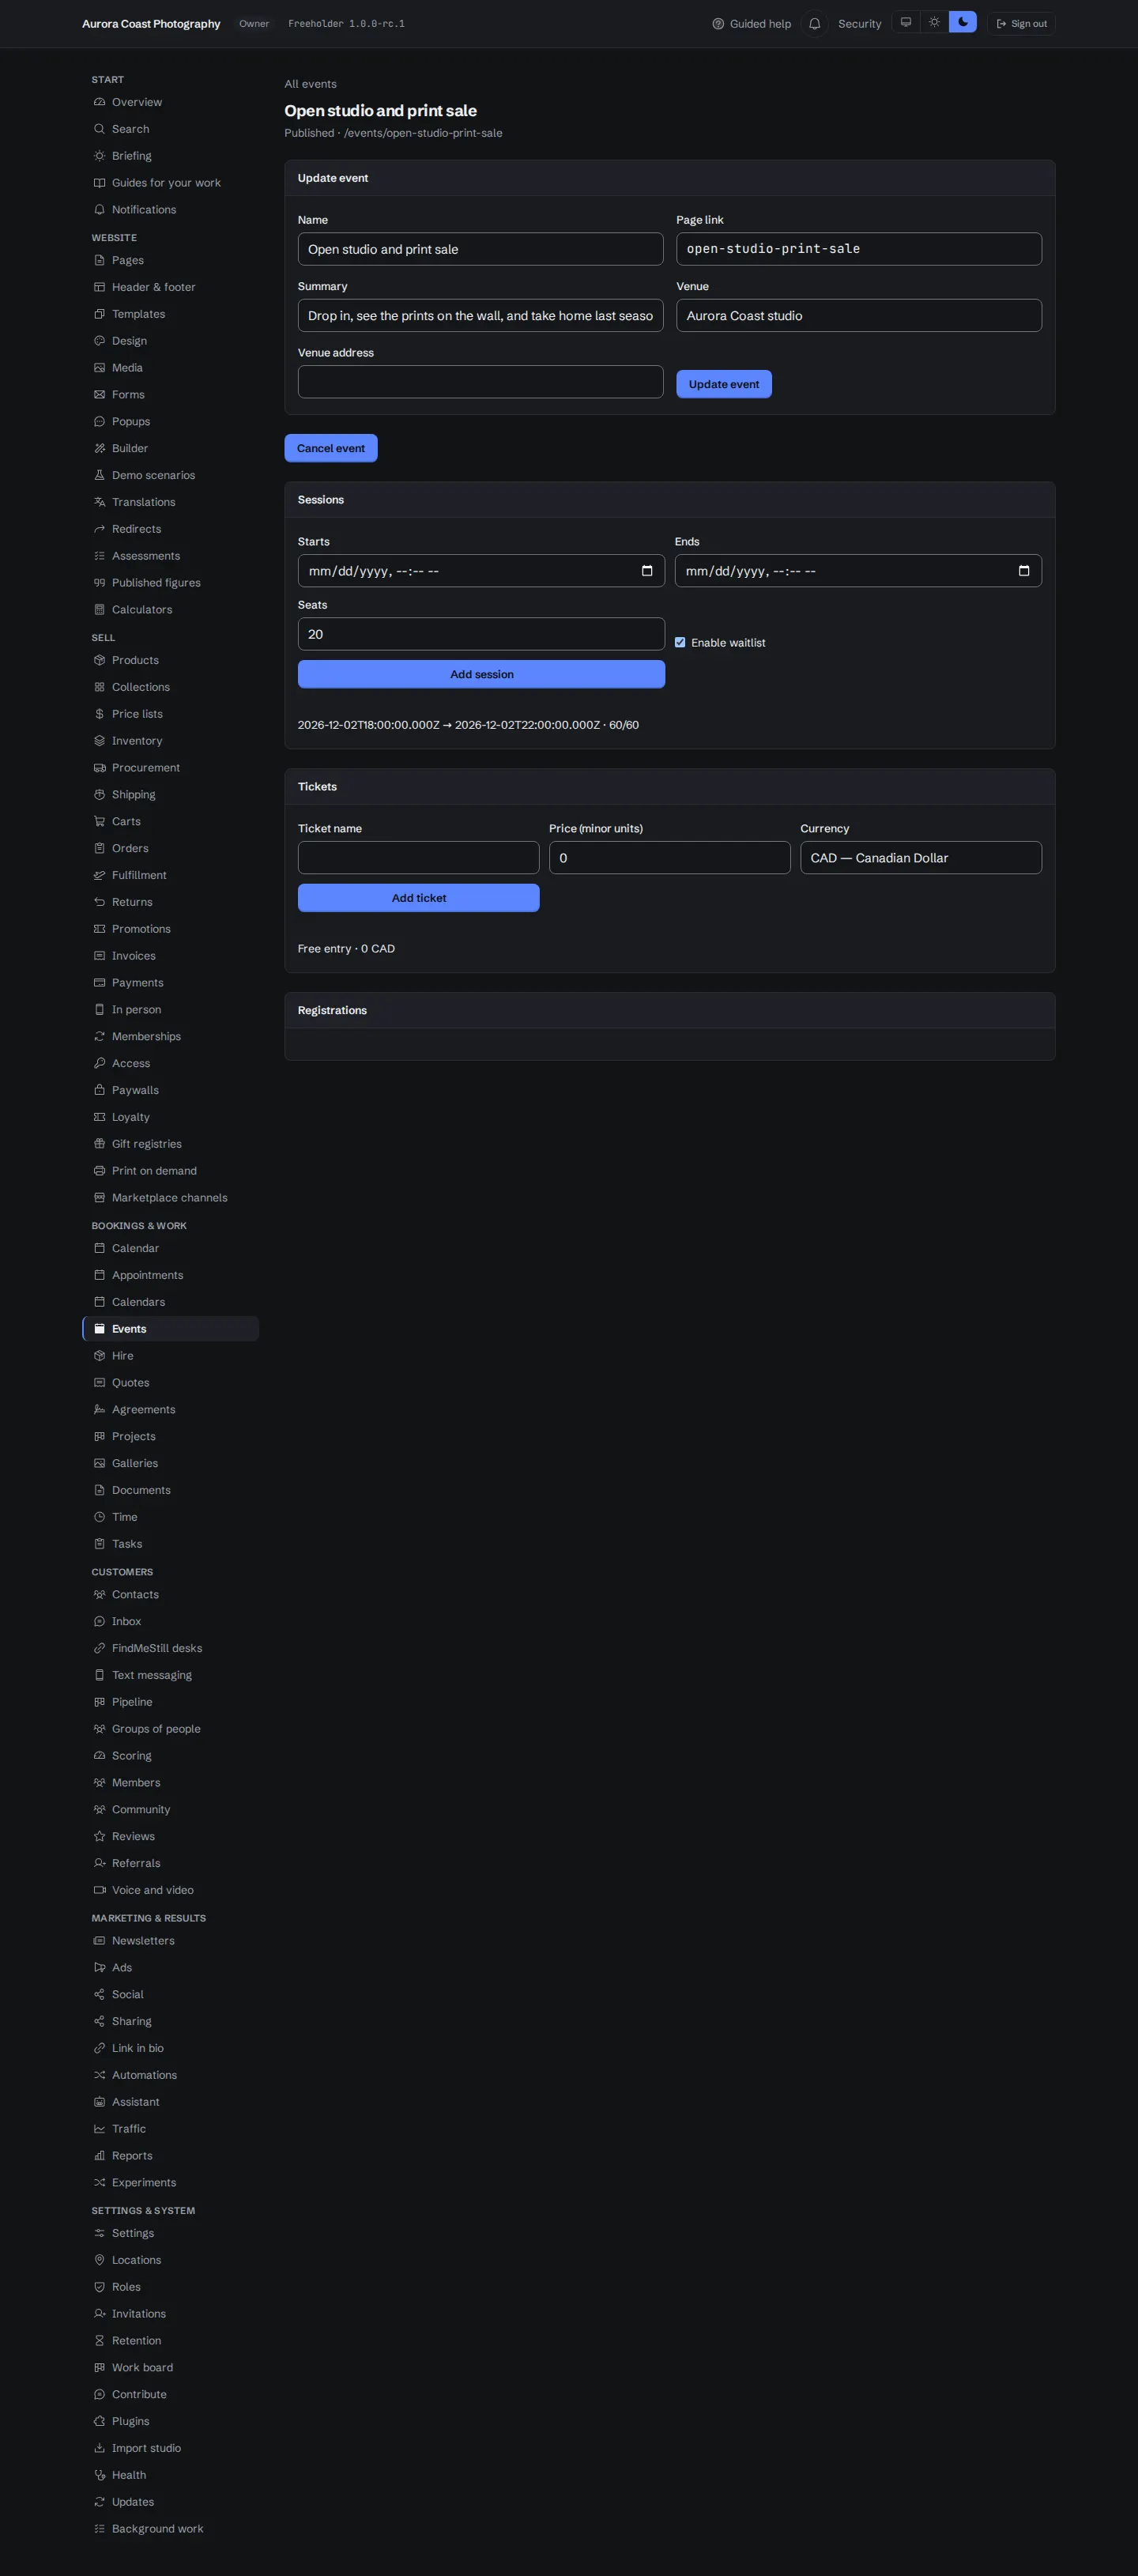 Aurora Coast Photography Owner Freeholder 1.0.0-rc.1 Guided help Security Sign out
START
Overview
Search
Briefing
Guides for your work
Notifications
WEBSITE
Pages
Header & footer
Templates
Design
Media
Forms
Popups
Builder
Demo scenarios
Translations
Redirects
Assessments
Published figures
Calculators
SELL
Products
Collections
Price lists
Inventory
Procurement
Shipping
Carts
Orders
Fulfillment
Returns
Promotions
Invoices
Payments
In person
Memberships
Access
Paywalls
Loyalty
Gift registries
Print on demand
Marketplace channels
BOOKINGS & WORK
Calendar
Appointments
Calendars
Events
Hire
Quotes
Agreements
Projects
Galleries
Documents
Time
Tasks
CUSTOMERS
Contacts
Inbox
FindMeStill desks
Text messaging
Pipeline
Groups of people
Scoring
Members
Community
Reviews
Referrals
Voice and video
MARKETING & RESULTS
Newsletters
Ads
Social
Sharing
Link in bio
Automations
Assistant
Traffic
Reports
Experiments
SETTINGS & SYSTEM
Settings
Locations
Roles
Invitations
Retention
Work board
Contribute
Plugins
Import studio
Health
Updates
Background work
All events
Open studio and print sale
Published · /events/open-studio-print-sale
Update event
Name Page link
Open studio and print sale open-studio-print-sale
Summary Venue
Drop in, see the prints on the wall, and take home last seaso Aurora Coast studio
Venue address
Update event
Cancel event
Sessions
Starts Ends
mm/dd/yyyy, --:-- -- mm/dd/yyyy, --:-- --
Seats
20 Enable waitlist
Add session
2026-12-02T18:00:00.000Z → 2026-12-02T22:00:00.000Z · 60/60
Tickets
Ticket name Price (minor units) Currency
0 CAD — Canadian Dollar
Add ticket
Free entry · 0 CAD
Registrations